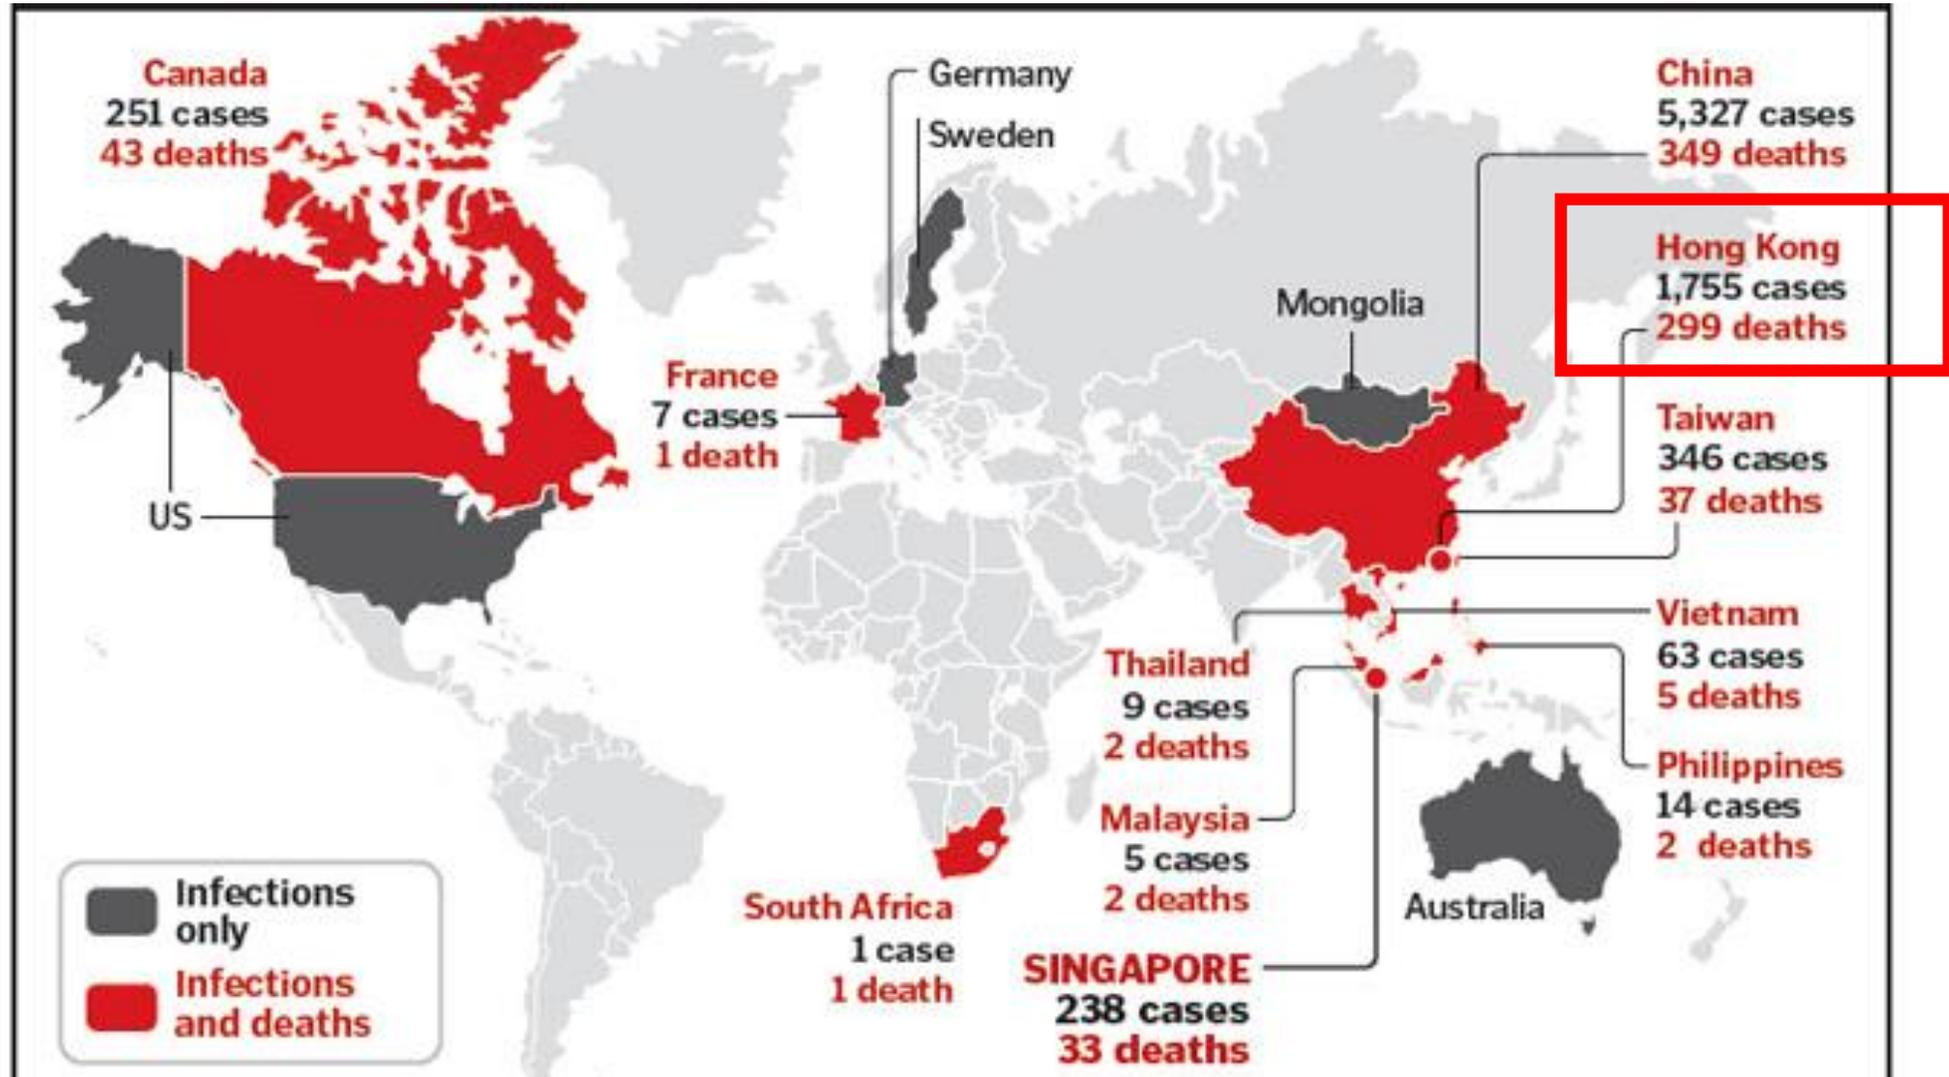 Canada
251 cases
43 deaths
Germany
Sweden
China
5,327 cases
349 deaths
Hong Kong
1,755 cases
299 deaths
Mongolia
France
7 cases
1 death
Taiwan
346 cases
37 deaths
US
Vietnam
63 cases
5 deaths
Thailand
9 cases
2 deaths
Philippines
14 cases
2 deaths
Malaysia
5 cases
2 deaths
Australia
South Africa
1 case
1 death
SINGAPORE
238 cases
33 deaths
Infections
only
Infections
and deaths